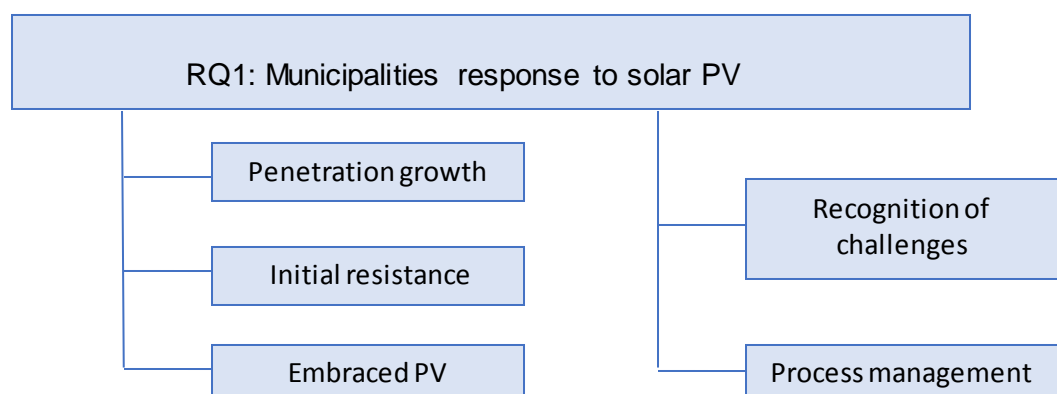 RQ1: Municipalities response to solar PV
Penetration growth
Initial resistance
Embraced PV
Recognition of
challenges
Process management